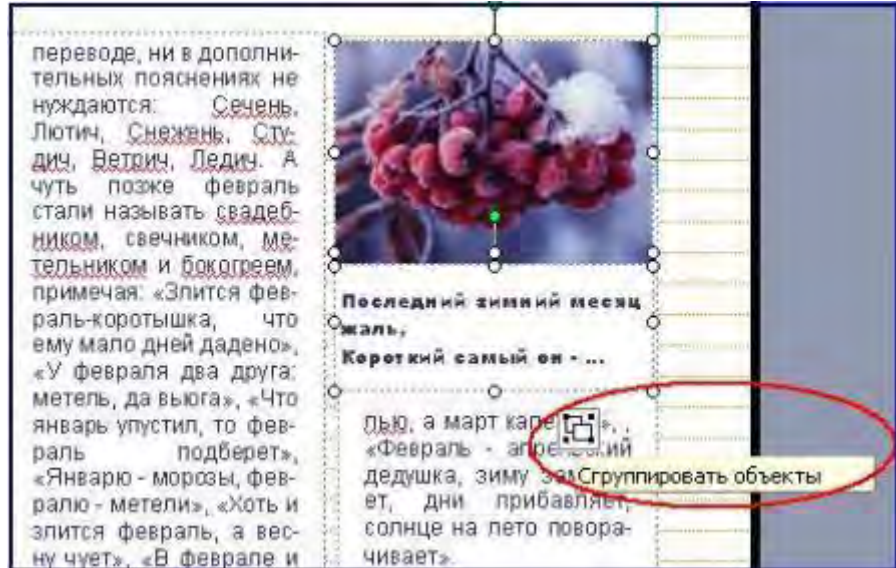 переводе, ни в дополни-
тельных пояснениях не
нуждаются: Сечень,
Лютич, Снежень, Сту-
дич, Ветрич, Ледич. А
чуть позже февраль
стали называть свадеб-
ником, свечником, ме-
тельником и бокогреем,
примечая: «Злится фев-
раль-коротышка, что
ему мало дней дадено»,
«У февраля два друга:
метель, да вьюга», «Что
январь упустил, то фев-
раль подберет»,
«Январю - морозы, фев-
ралю - метели», «Хоть и
злится февраль, а вес-
ну чует», «В феврале и
Последний зимний месяц
жаль,
Короткий самый он - ...
лью, а март
«Февраль -
дедушка, зиму
ет, дни прибавляет,
солнце на лето повора-
чивает».
Сгруппировать объекты